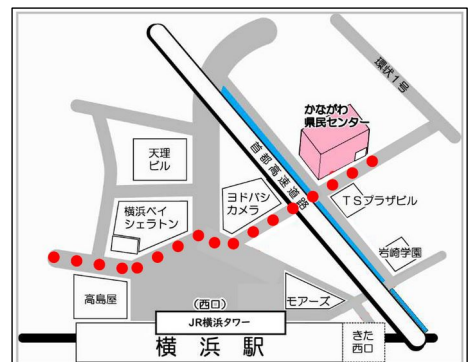 環状1号
かながわ
県民センター
首都高速道路
天理
ビル
ヨドバシ
カメラ
横浜ベイ
シェラトン
TSプラザビル
岩崎学園
高島屋
モアーズ
(西口)
JR横浜タワー
横浜駅
きた
西口